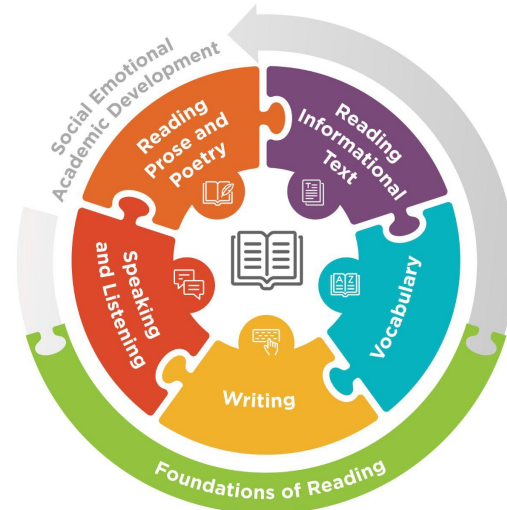 Social Emotional
Academic Development
Reading
Prose and
Poetry
Reading
Informational
Text
T
Speaking
and Listening
A Z
Vocabulary
Writing
Foundations of Reading